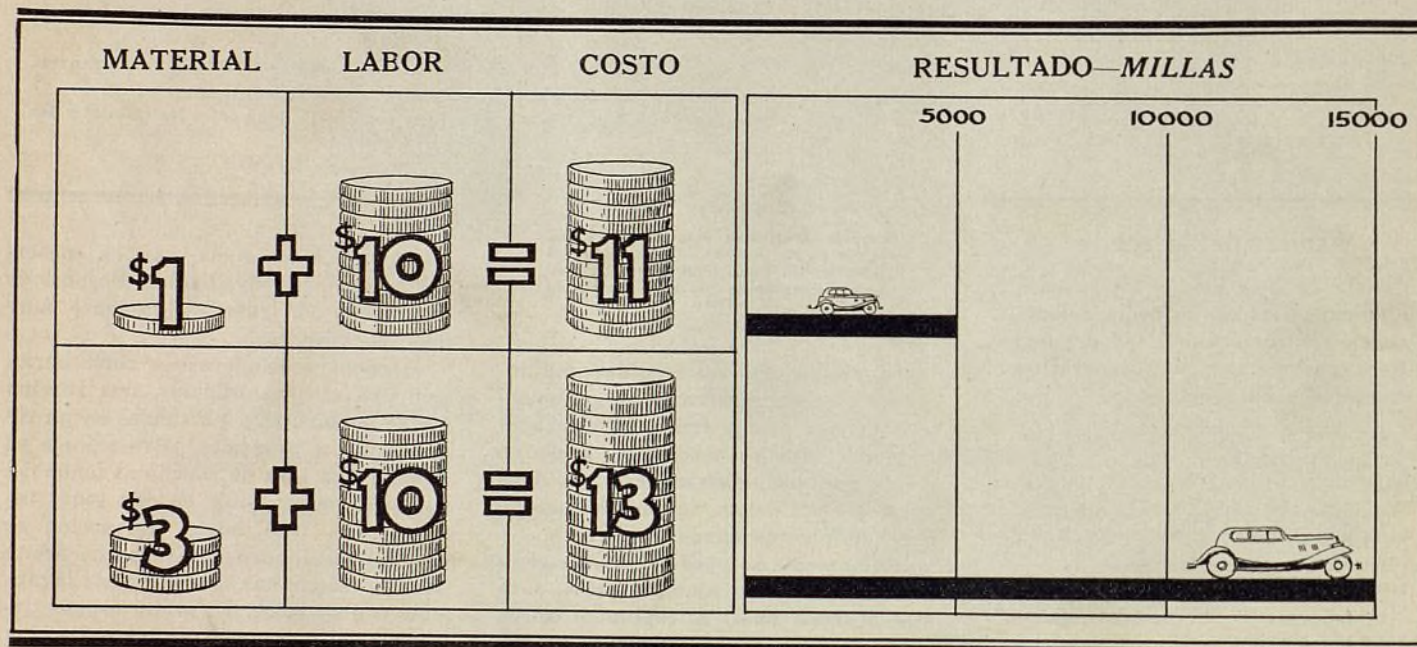 MATERIAL LABOR COSTO RESULTADO—MILLAS
5000 10000 15000
$1 + $10 = $11
$3 + $10 = $13